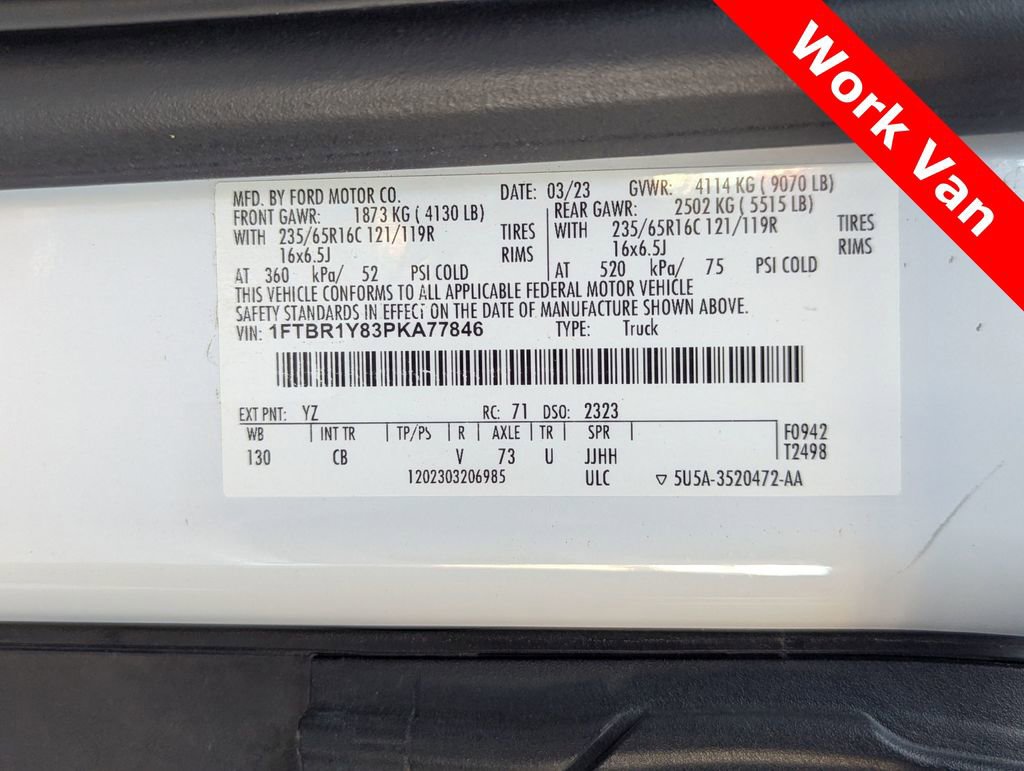 Work Van
MFD. BY FORD MOTOR CO. DATE: 03/23 GVWR: 4114 KG ( 9070 LB)
FRONT GAWR: 1873 KG ( 4130 LB) REAR GAWR: 2502 KG ( 5515 LB)
WITH 235/65R16C 121/119R TIRES WITH 235/65R16C 121/119R TIRES
16x6.5J RIMS 16x6.5J RIMS
AT 360 kPa/ 52 PSI COLD AT 520 kPa/ 75 PSI COLD
THIS VEHICLE CONFORMS TO ALL APPLICABLE FEDERAL MOTOR VEHICLE
SAFETY STANDARDS IN EFFECT ON THE DATE OF MANUFACTURE SHOWN ABOVE.
VIN: 1FTBR1Y83PKA77846 TYPE: Truck
EXT PNT: YZ RC: 71 DSO: 2323
WB INT TR TP/PS R AXLE TR SPR F0942
130 CB V 73 U JJHH T2498
1202303206985 ULC ▽ 5U5A-3520472-AA